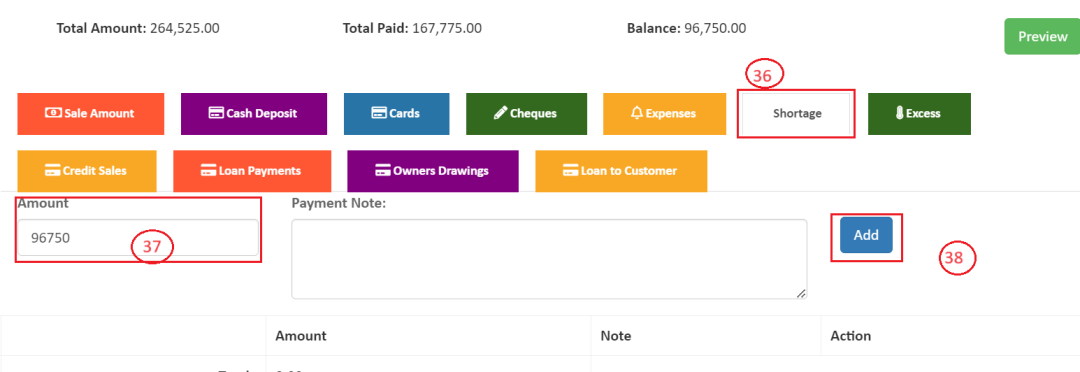 Total Amount: 264,525.00 Total Paid: 167,775.00 Balance: 96,750.00
Preview
36
Sale Amount Cash Deposit Cards Cheques Expenses Shortage Excess
Credit Sales Loan Payments Owners Drawings Loan to Customer
Amount Payment Note:
96750 37 Add 38
Amount Note Action